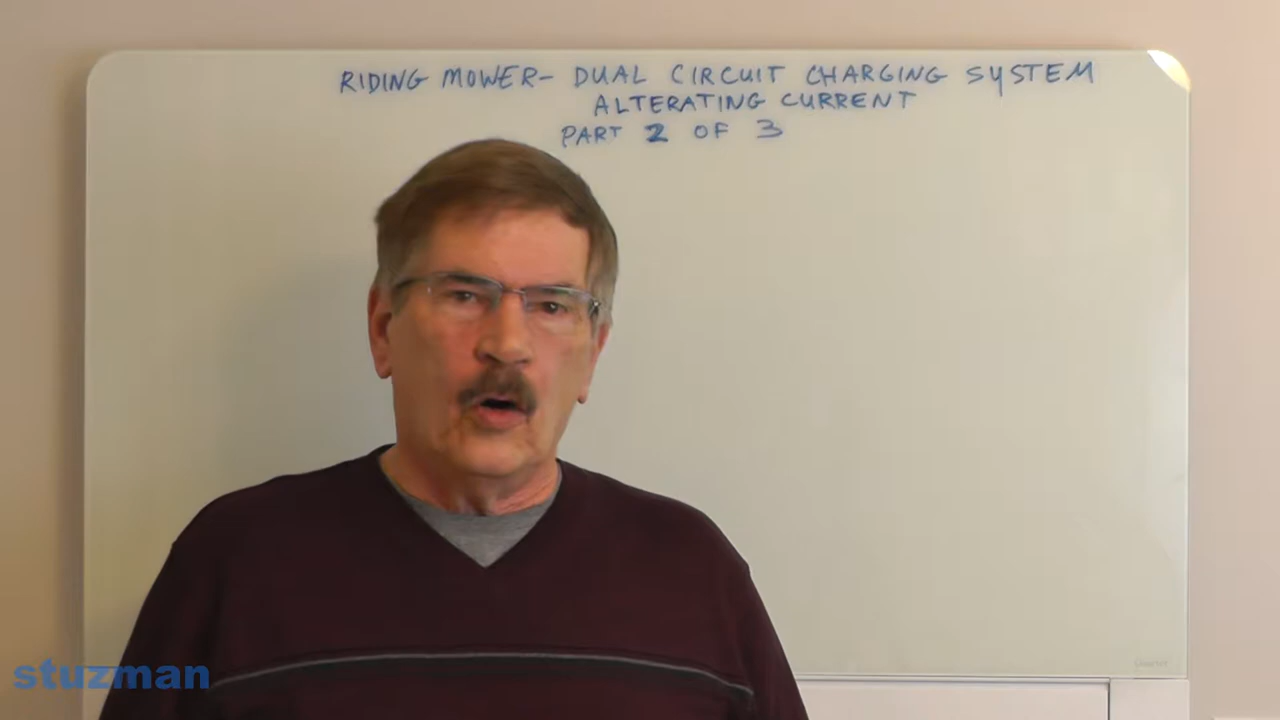 RIDING MOWER- DUAL CIRCUIT CHARGING SYSTEM
ALTERATING CURRENT
PART 2 OF 3
stuzman